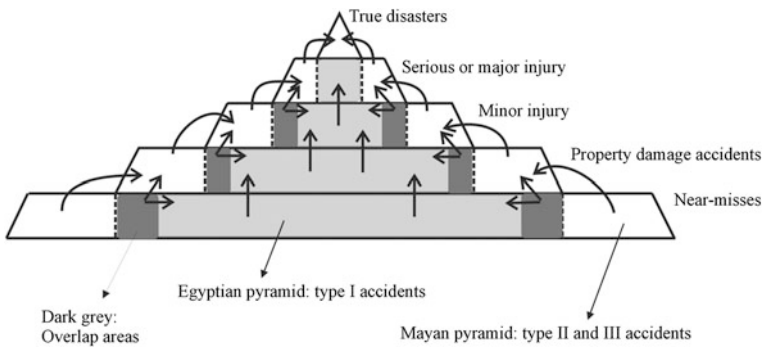 True disasters
Serious or major injury
Minor injury
Property damage accidents
Near-misses
Egyptian pyramid: type I accidents
Dark grey:
Overlap areas
Mayan pyramid: type II and III accidents